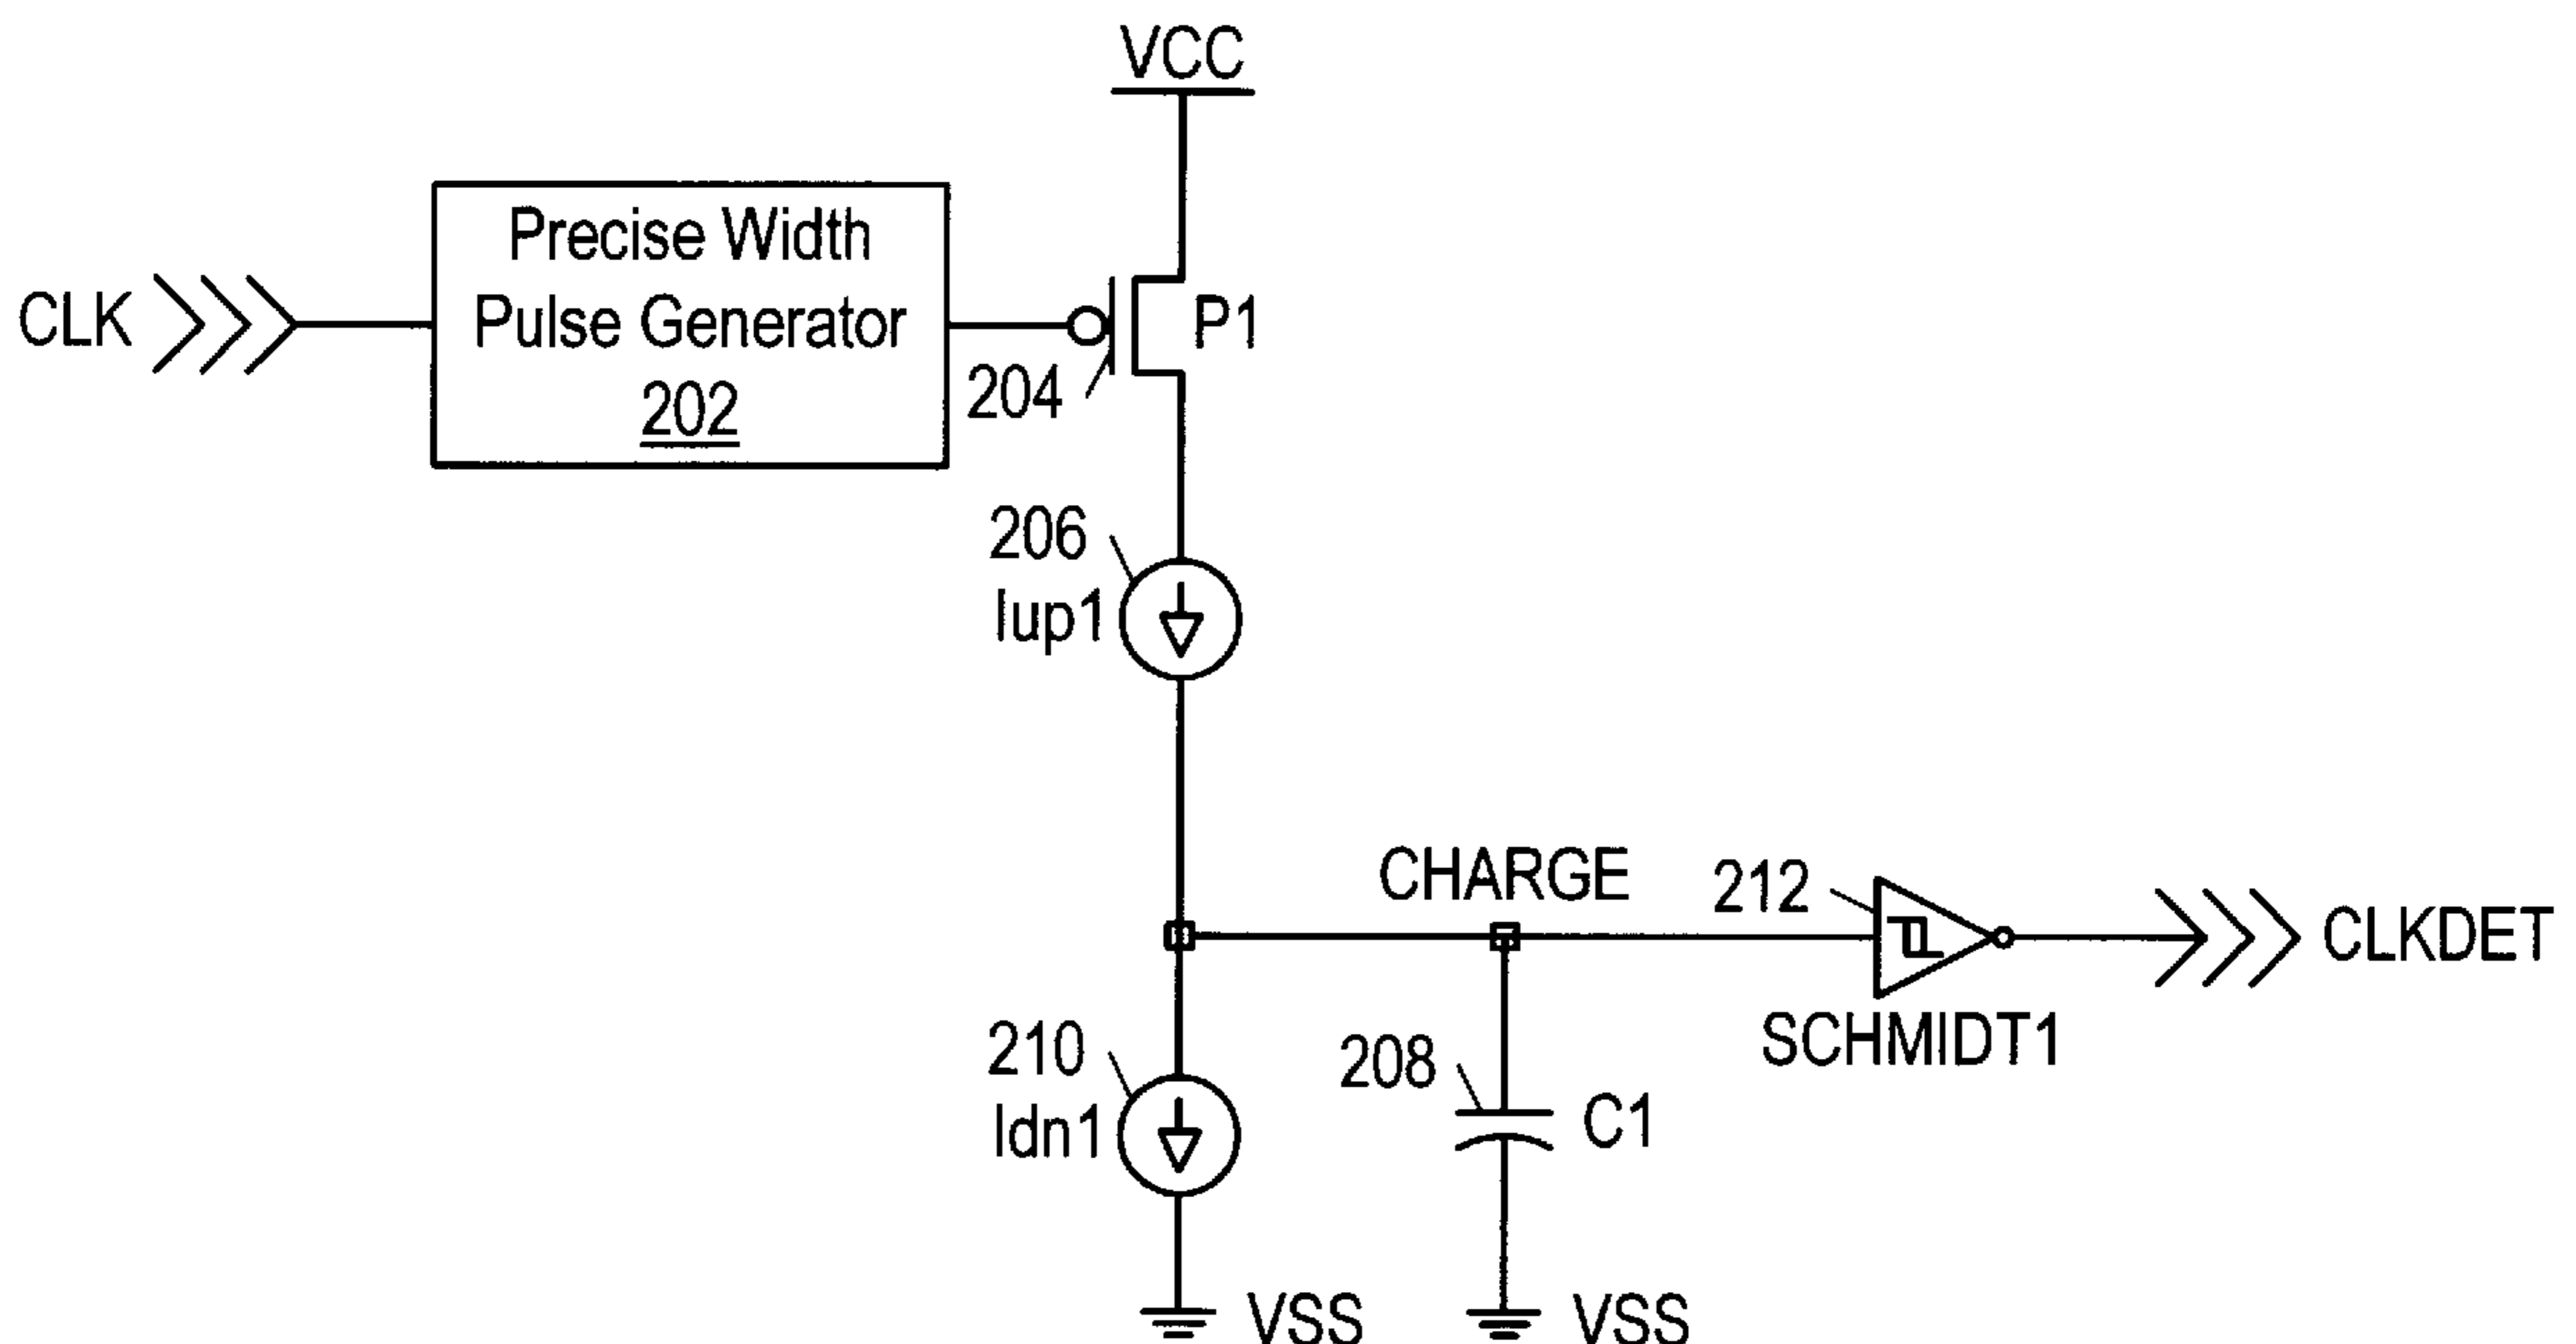 VCC
Precise Width
CLK
Pulse Generator
P1
204
202
206
Iup1
CHARGE
212
CLKDET
210
208
SCHMIDT1
Idn1
C1
VSS
VSS